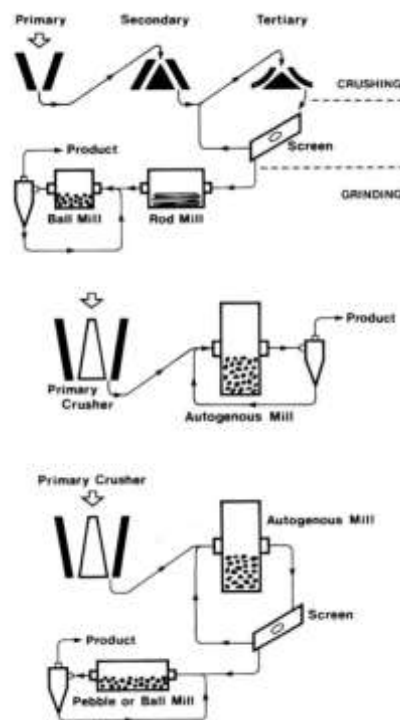 Primary Secondary Tertiary
CRUSHING
Screen
Product
GRINDING
Ball Mill Rod Mill
Product
Primary
Crusher
Autogenous Mill
Primary Crusher
Autogenous Mill
Screen
Product
Pebble or Ball Mill